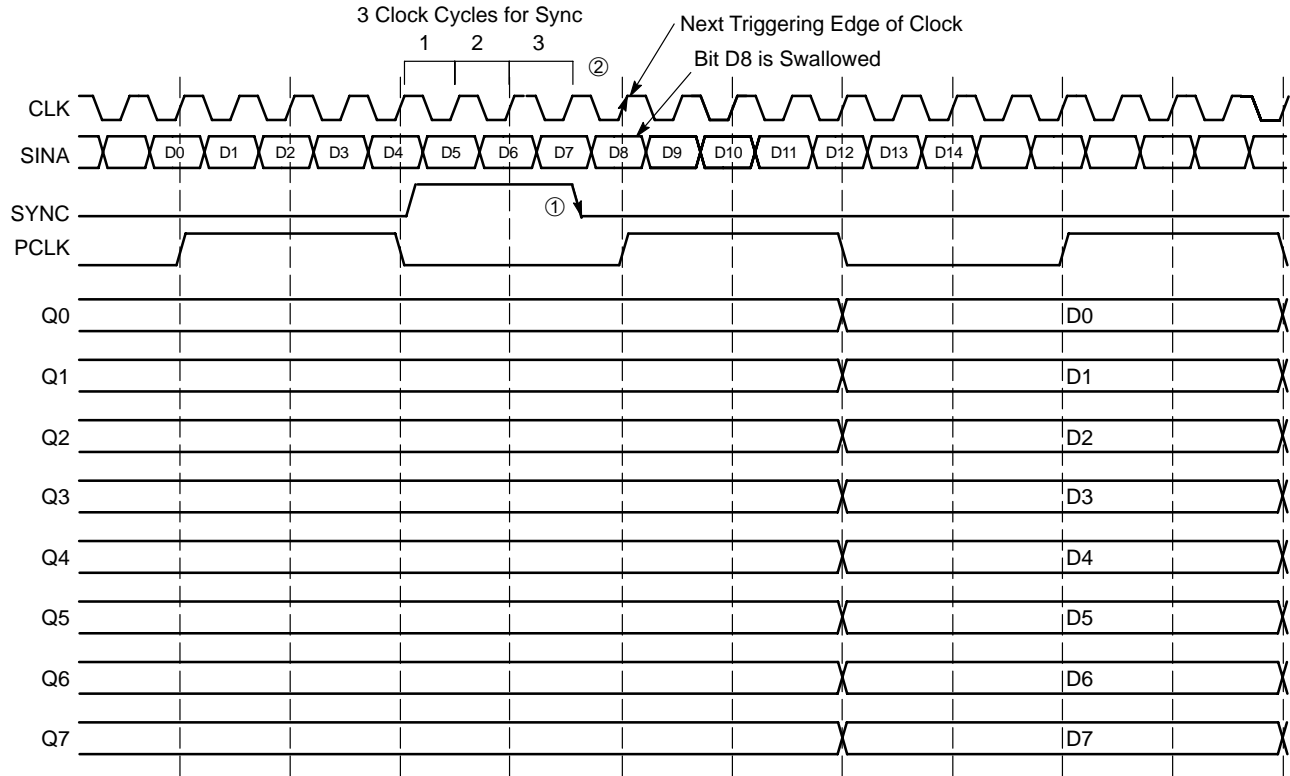 3 Clock Cycles for Sync
1 2 3
②
Next Triggering Edge of Clock
Bit D8 is Swallowed
CLK
SINA D0 D1 D2 D3 D4 D5 D6 D7 D8 D9 D10 D11 D12 D13 D14
SYNC ①
PCLK
Q0 D0
Q1 D1
Q2 D2
Q3 D3
Q4 D4
Q5 D5
Q6 D6
Q7 D7